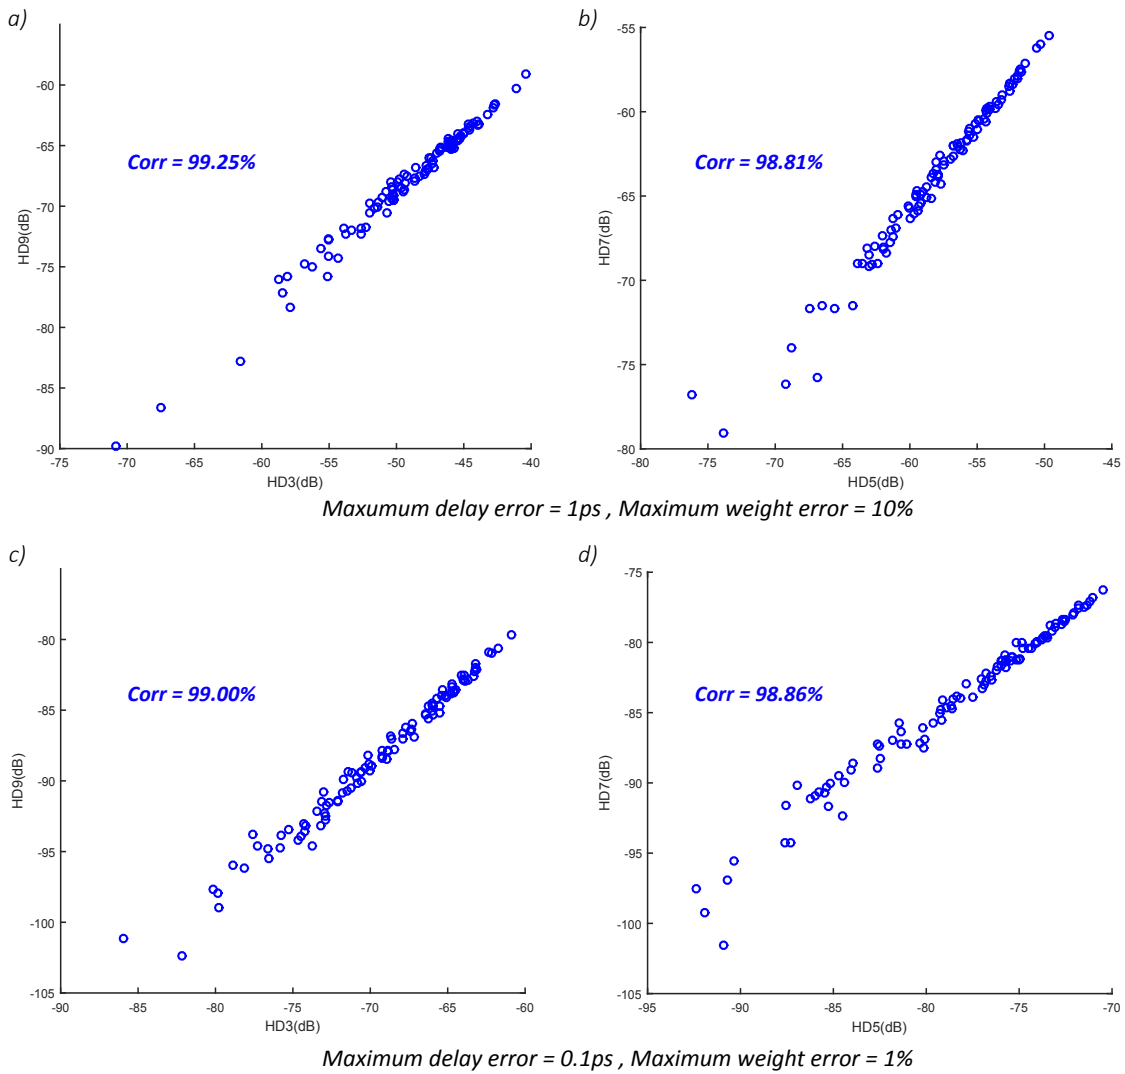 a)
b)
-60
-65
-70
-75
-80
-85
-90
-75 -70 -65 -60 -55 -50 -45 -40
HD9(dB)
HD3(dB)
Corr = 99.25%
-55
-60
-65
-70
-75
-80
-80 -75 -70 -65 -60 -55 -50 -45
HD7(dB)
HD5(dB)
Corr = 98.81%
Maxumum delay error = 1ps , Maximum weight error = 10%
c)
d)
-80
-85
-90
-95
-100
-105
-90 -85 -80 -75 -70 -65 -60
HD9(dB)
HD3(dB)
Corr = 99.00%
-75
-80
-85
-90
-95
-100
-105
-95 -90 -85 -80 -75 -70
HD7(dB)
HD5(dB)
Corr = 98.86%
Maximum delay error = 0.1ps , Maximum weight error = 1%